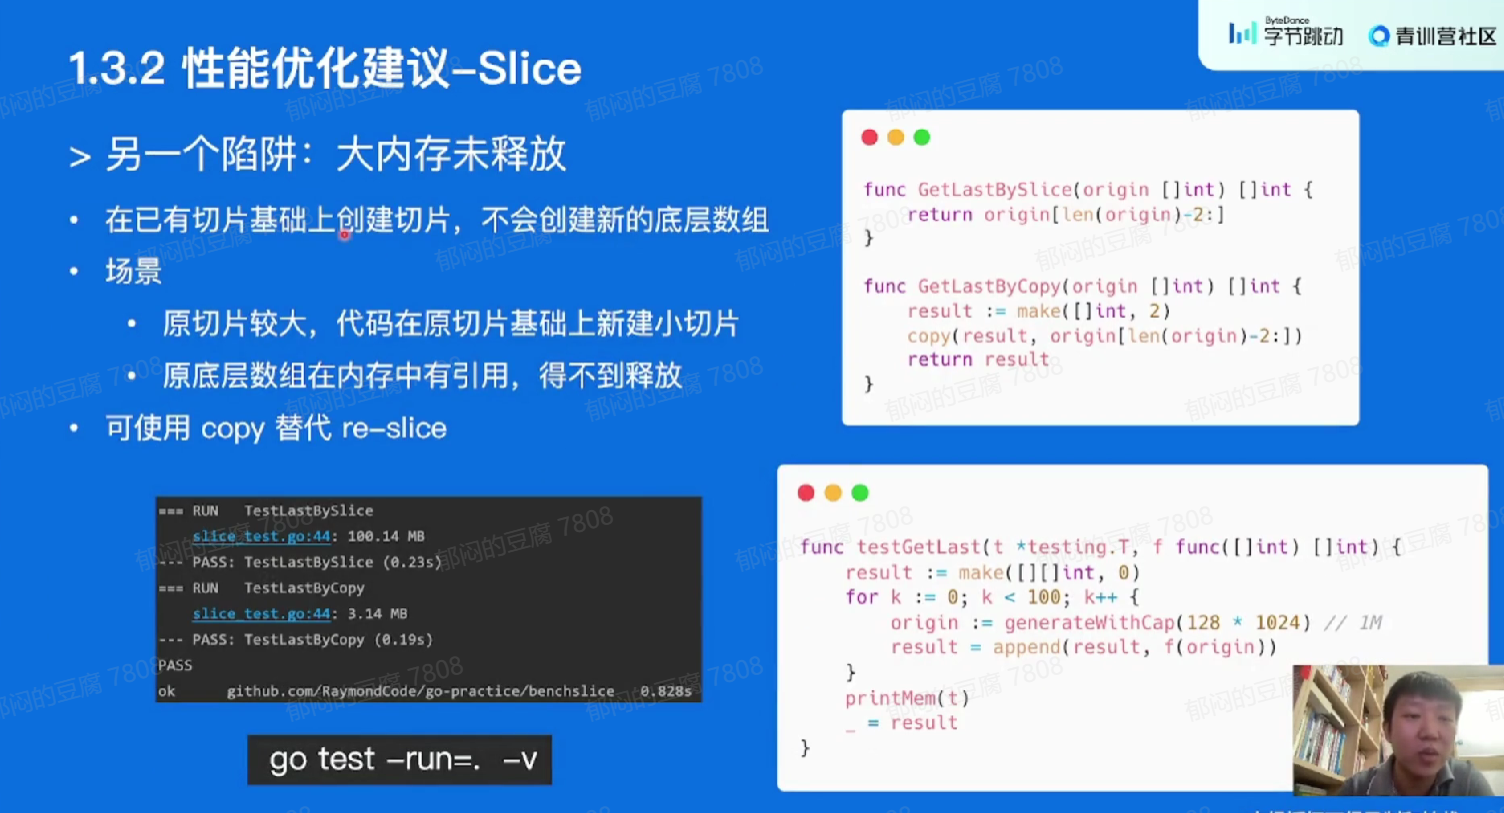 ByteDance
字节跳动
青训营社区
1.3.2 性能优化建议-Slice
> 另一个陷阱：大内存未释放
• 在已有切片基础上创建切片，不会创建新的底层数组
• 场景
• 原切片较大，代码在原切片基础上新建小切片
• 原底层数组在内存中有引用，得不到释放
• 可使用 copy 替代 re-slice
=== RUN   TestLastBySlice
slice_test.go:44: 100.14 MB
--- PASS: TestLastBySlice (0.23s)
=== RUN   TestLastByCopy
slice_test.go:44: 3.14 MB
--- PASS: TestLastByCopy (0.19s)
PASS
ok      github.com/RaymondCode/go-practice/benchslice   0.828s
go test -run=. -v
func GetLastBySlice(origin []int) []int {
    return origin[len(origin)-2:]
}
func GetLastByCopy(origin []int) []int {
    result := make([]int, 2)
    copy(result, origin[len(origin)-2:])
    return result
}
func testGetLast(t *testing.T, f func([]int) []int) {
    result := make([][]int, 0)
    for k := 0; k < 100; k++ {
        origin := generateWithCap(128 * 1024) // 1M
        result = append(result, f(origin))
    }
    printMem(t)
    _ = result
}
郁闷的豆腐 7808